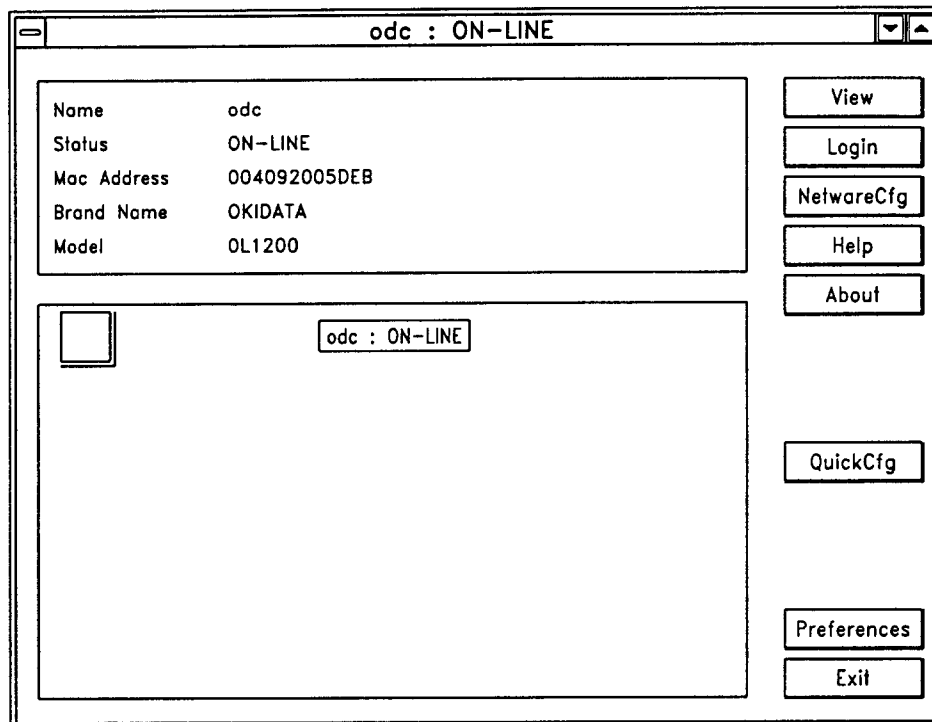 odc : ON-LINE
Name odc
Status ON-LINE
Mac Address 004092005DEB
Brand Name OKIDATA
Model OL1200
odc : ON-LINE
View
Login
NetwareCfg
Help
About
QuickCfg
Preferences
Exit